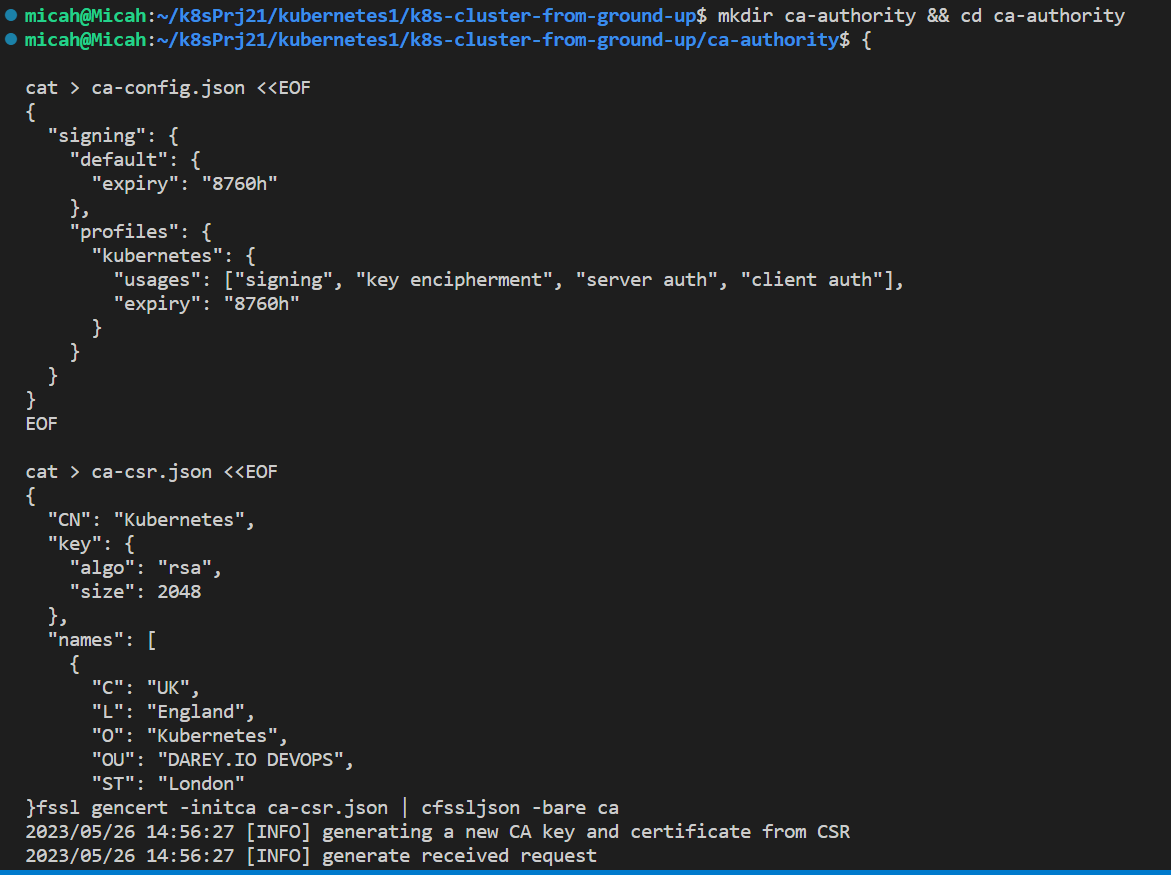 micah@Micah:~/k8sPrj21/kubernetes1/k8s-cluster-from-ground-up$ mkdir ca-authority && cd ca-authority
micah@Micah:~/k8sPrj21/kubernetes1/k8s-cluster-from-ground-up/ca-authority$ {
cat > ca-config.json <<EOF
{
  "signing": {
    "default": {
      "expiry": "8760h"
    },
    "profiles": {
      "kubernetes": {
        "usages": ["signing", "key encipherment", "server auth", "client auth"],
        "expiry": "8760h"
      }
    }
  }
}
EOF
cat > ca-csr.json <<EOF
{
  "CN": "Kubernetes",
  "key": {
    "algo": "rsa",
    "size": 2048
  },
  "names": [
    {
      "C": "UK",
      "L": "England",
      "O": "Kubernetes",
      "OU": "DAREY.IO DEVOPS",
      "ST": "London"
}fssl gencert -initca ca-csr.json | cfssljson -bare ca
2023/05/26 14:56:27 [INFO] generating a new CA key and certificate from CSR
2023/05/26 14:56:27 [INFO] generate received request